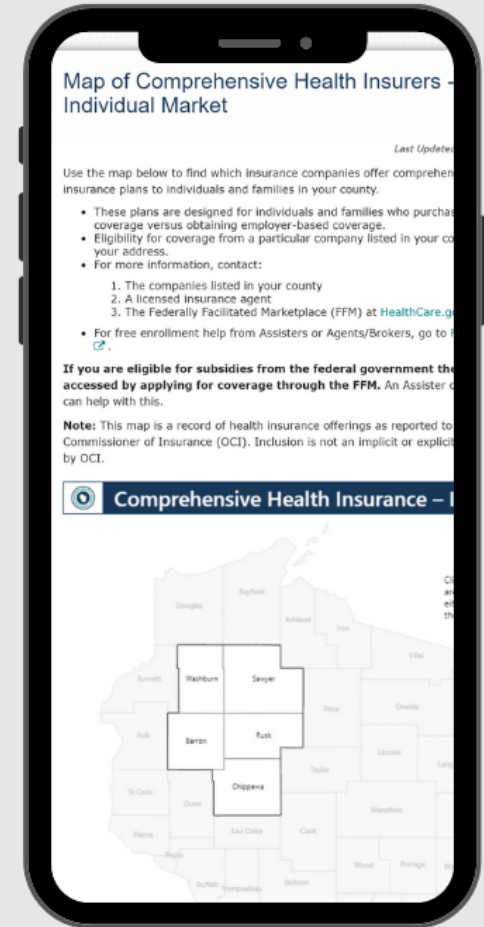 Map of Comprehensive Health Insurers -
Individual Market
Last Updated
Use the map below to find which insurance companies offer comprehen
insurance plans to individuals and families in your county.
• These plans are designed for individuals and families who purchas
coverage versus obtaining employer-based coverage.
• Eligibility for coverage from a particular company listed in your co
your address.
• For more information, contact:
1. The companies listed in your county
2. A licensed insurance agent
3. The Federally Facilitated Marketplace (FFM) at HealthCare.g
• For free enrollment help from Assisters or Agents/Brokers, go to
.
If you are eligible for subsidies from the federal government the
accessed by applying for coverage through the FFM. An Assister
can help with this.
Note: This map is a record of health insurance offerings as reported to
Commissioner of Insurance (OCI). Inclusion is not an implicit or explicit
by OCI.
Comprehensive Health Insurance –
Bayfield
Douglas
Ashland
Iron
Vilas
Burnett
Washburn
Sawyer
Price
Oneida
Polk
Barron
Rusk
Lincoln
Taylor
Lang
Chippewa
St Croix
Dunn
Marathon
Pierce
Eau Claire
Clark
Pepin
Wood
Portage
Buffalo
Trempealeau
Jackson